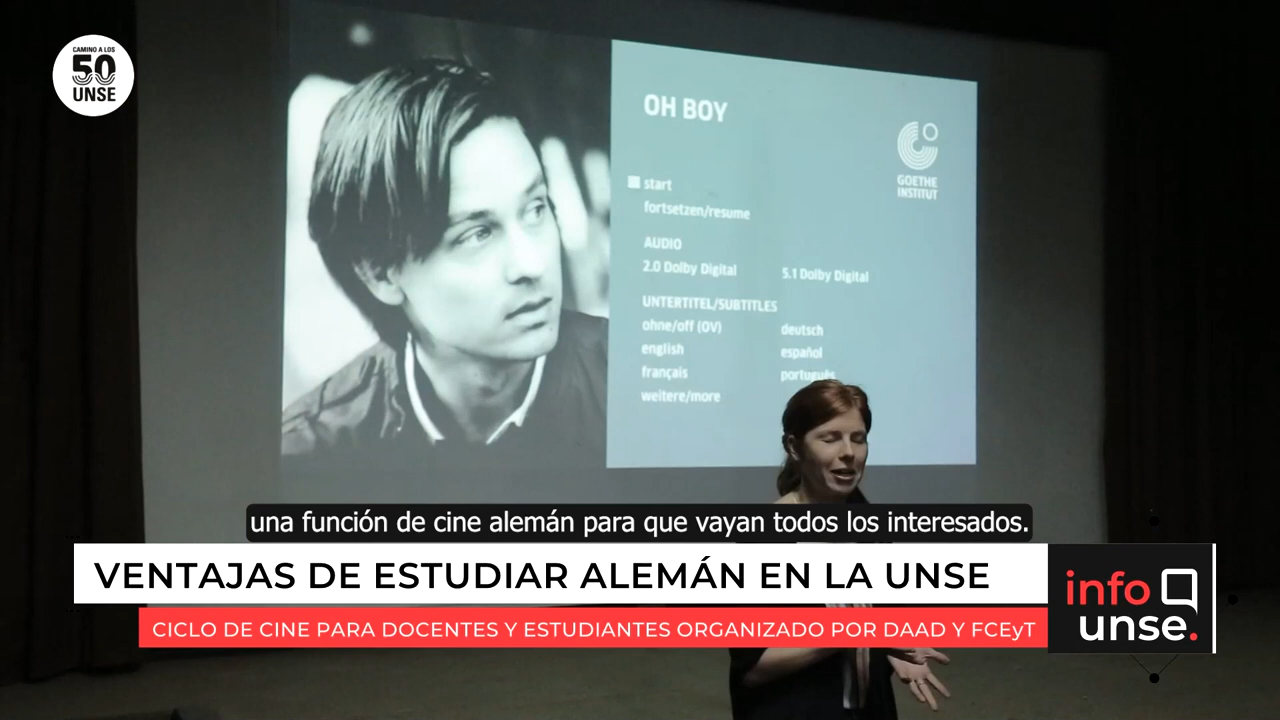 CAMINO A LOS
50
UNSE
OH BOY
GOETHE
INSTITUT
start
fortsetzen/resume
AUDIO
2.0 Dolby Digital
5.1 Dolby Digital
UNTERTITEL/SUBTITLES
ohne/off (OV)
deutsch
english
español
français
português
weitere/more
una función de cine alemán para que vayan todos los interesados.
VENTAJAS DE ESTUDIAR ALEMÁN EN LA UNSE
CICLO DE CINE PARA DOCENTES Y ESTUDIANTES ORGANIZADO POR DAAD Y FCEyT
info
unse.